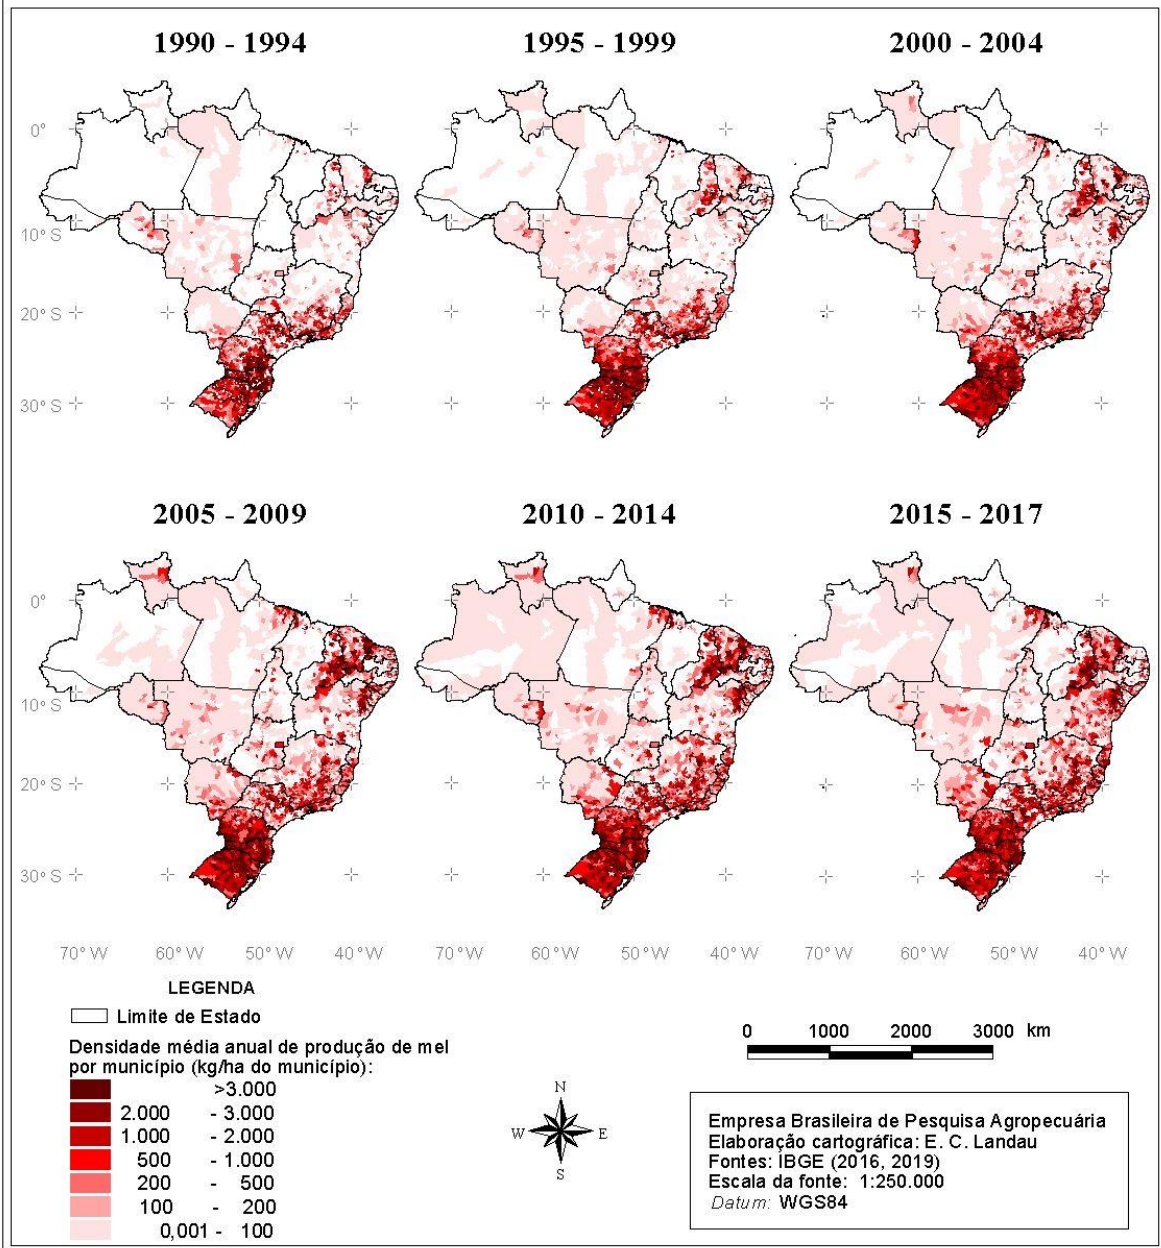 1990 - 1994
1995 - 1999
2000 - 2004
0°
10° S
20° S
30° S
2005 - 2009
2010 - 2014
2015 - 2017
0°
10° S
20° S
30° S
70° W 60° W 50° W 40° W 70° W 60° W 50° W 40° W 70° W 60° W 50° W 40° W
LEGENDA
Limite de Estado
Densidade média anual de produção de mel
por município (kg/ha do município):
>3.000
2.000 - 3.000
1.000 - 2.000
500 - 1.000
200 - 500
100 - 200
0,001 - 100
N
W E
S
0 1000 2000 3000 km
Empresa Brasileira de Pesquisa Agropecuária
Elaboração cartográfica: E. C. Landau
Fontes: IBGE (2016, 2019)
Escala da fonte: 1:250.000
Datum: WGS84